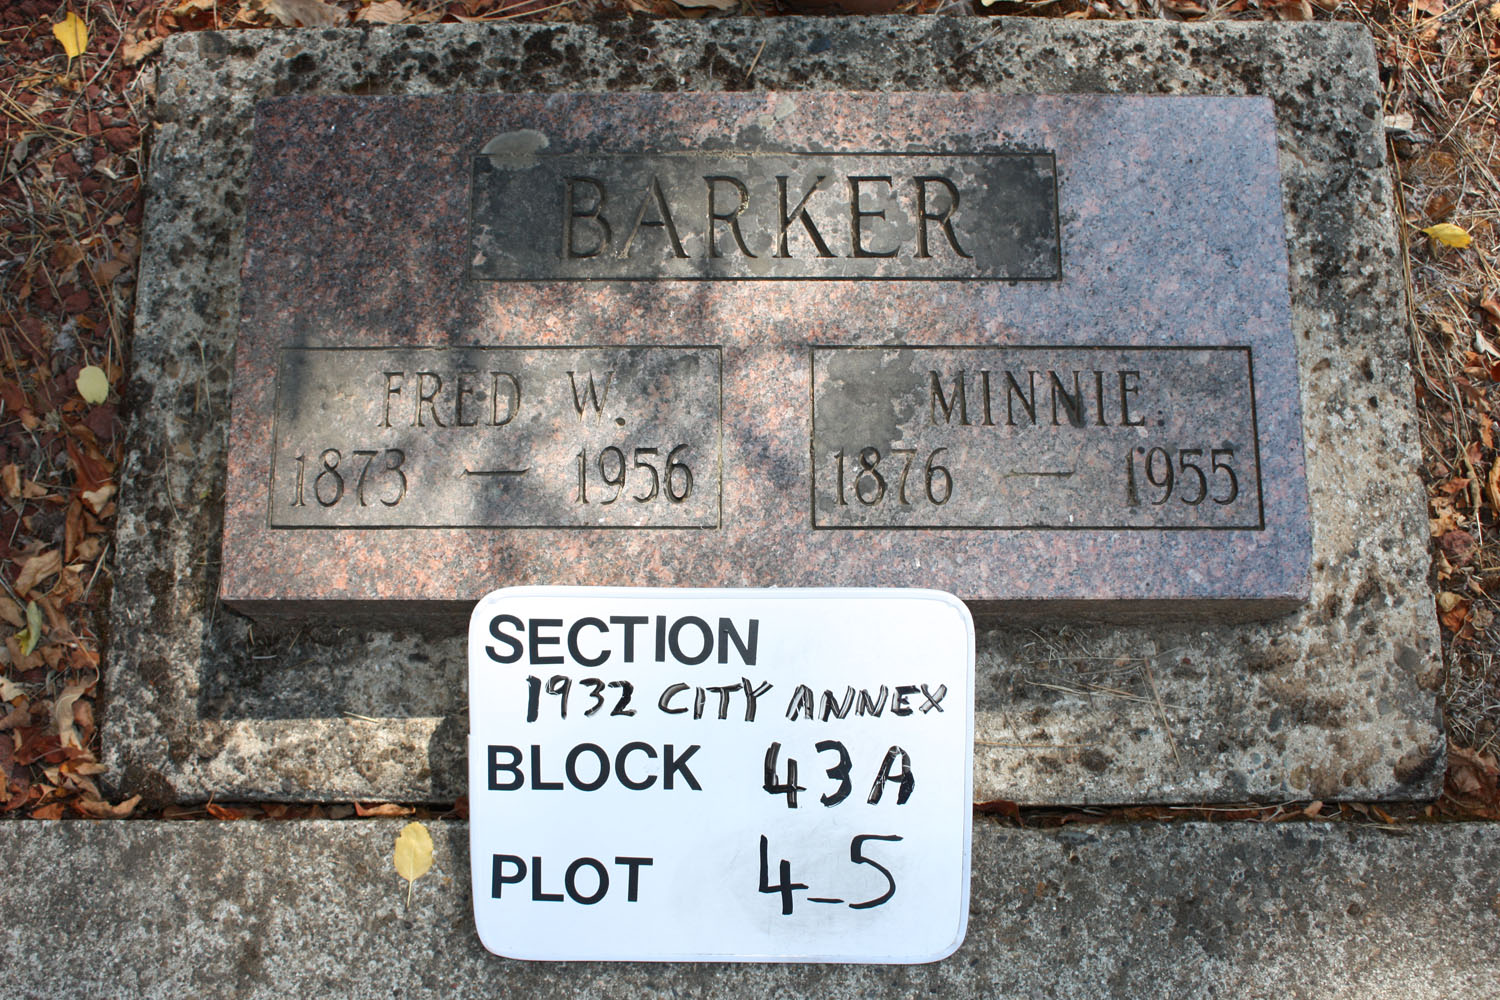 BARKER
FRED W.
1873 — 1956
MINNIE.
1876 — 1955
SECTION
1932 CITY ANNEX
BLOCK 43A
PLOT 4-5